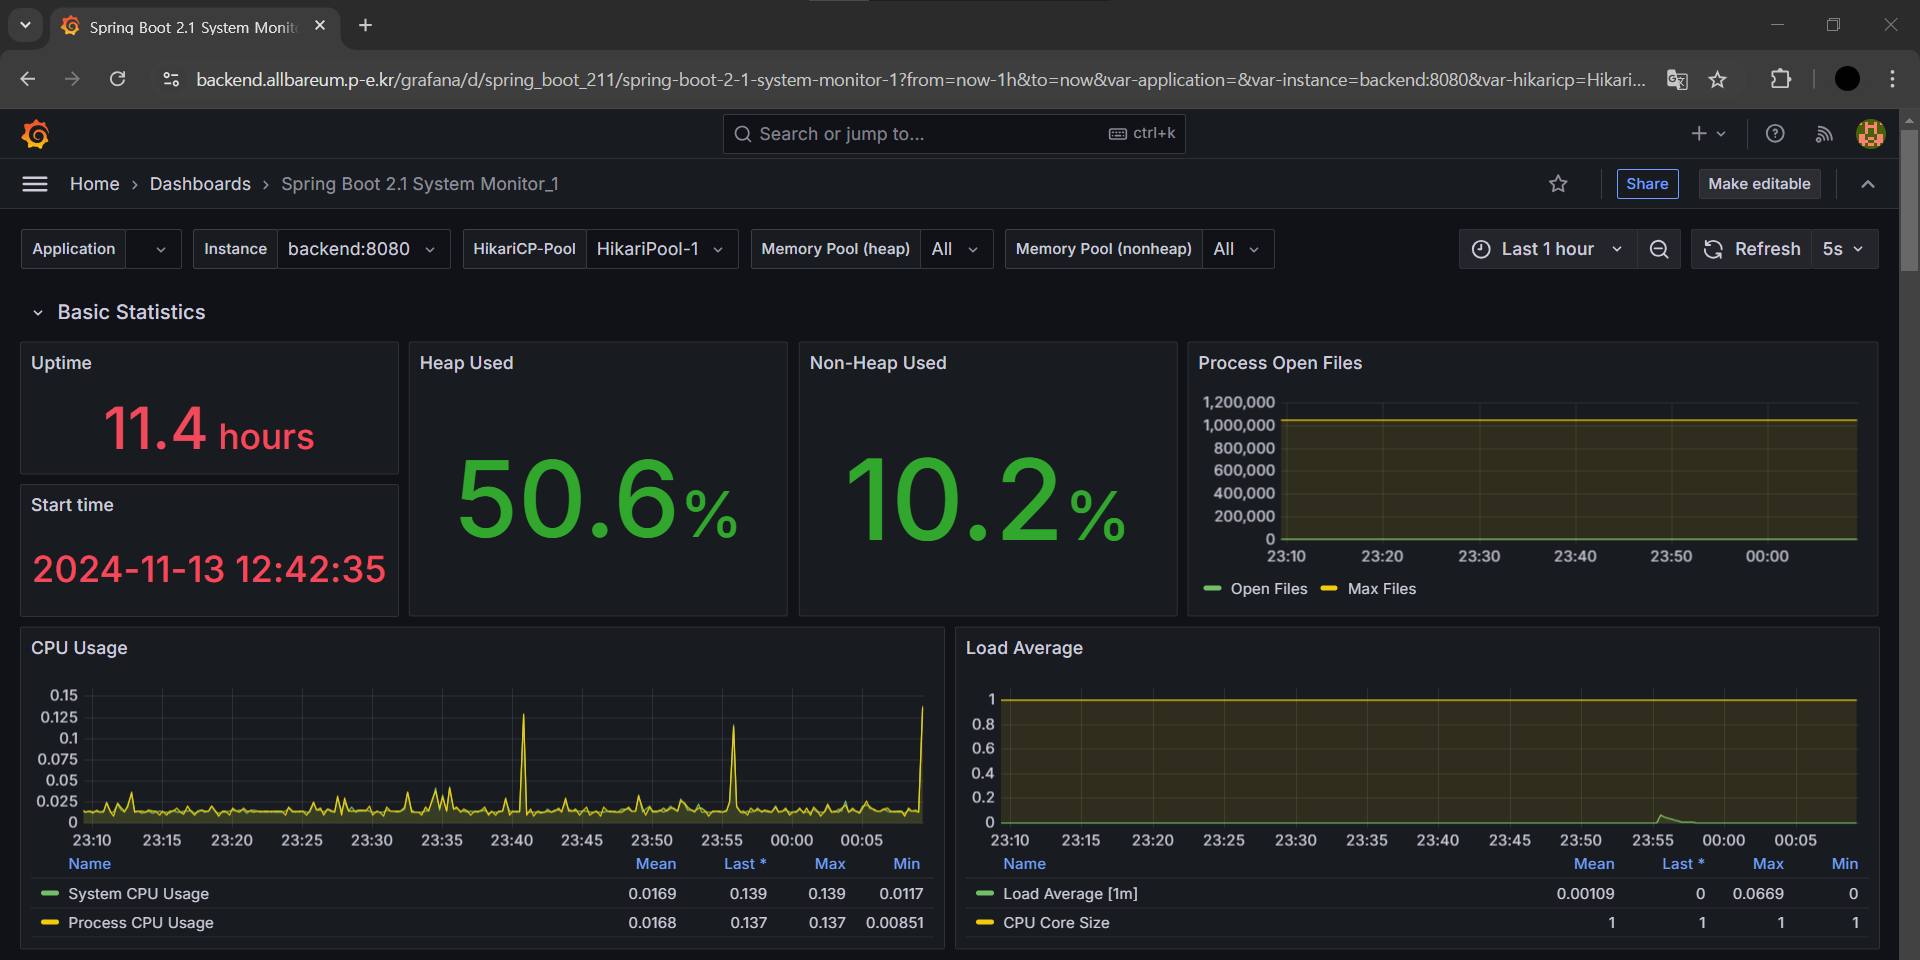 Spring Boot 2.1 System Monit
backend.allbareum.p-e.kr/grafana/d/spring_boot_211/spring-boot-2-1-system-monitor-1?from=now-1h&to=now&var-application=&var-instance=backend:8080&var-hikaricp=Hikari...
Search or jump to... ctrl+k
Home › Dashboards › Spring Boot 2.1 System Monitor_1 Share Make editable
Application Instance backend:8080 HikariCP-Pool HikariPool-1 Memory Pool (heap) All Memory Pool (nonheap) All Last 1 hour Refresh 5s
Basic Statistics
Uptime
11.4 hours
Start time
2024-11-13 12:42:35
Heap Used
50.6%
Non-Heap Used
10.2%
Process Open Files
1,200,000
1,000,000
800,000
600,000
400,000
200,000
0
23:10 23:20 23:30 23:40 23:50 00:00
Open Files Max Files
CPU Usage
0.15
0.125
0.1
0.075
0.05
0.025
0
23:10 23:15 23:20 23:25 23:30 23:35 23:40 23:45 23:50 23:55 00:00 00:05
Name Mean Last * Max Min
System CPU Usage 0.0169 0.139 0.139 0.0117
Process CPU Usage 0.0168 0.137 0.137 0.00851
Load Average
1
0.8
0.6
0.4
0.2
0
23:10 23:15 23:20 23:25 23:30 23:35 23:40 23:45 23:50 23:55 00:00 00:05
Name Mean Last * Max Min
Load Average [1m] 0.00109 0 0.0669 0
CPU Core Size 1 1 1 1